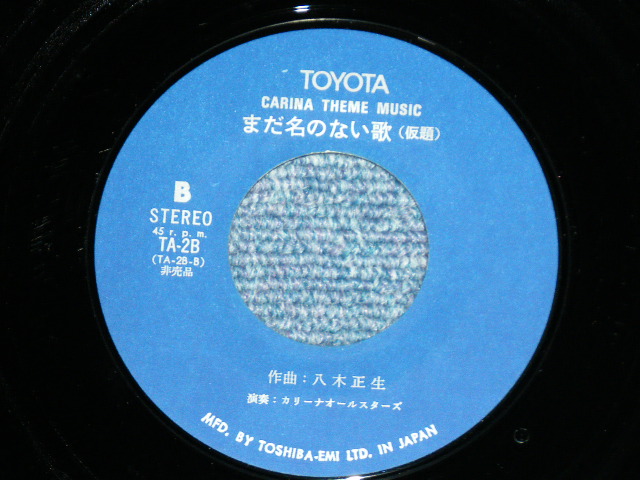 TOYOTA
CARINA THEME MUSIC
まだ名のない歌(仮題)
B
STEREO
45 r. p. m.
TA-2B
(TA-2B-B)
非売品
作曲:八木正生
演奏:カリーナオールスターズ
MFD. BY TOSHIBA-EMI LTD. IN JAPAN